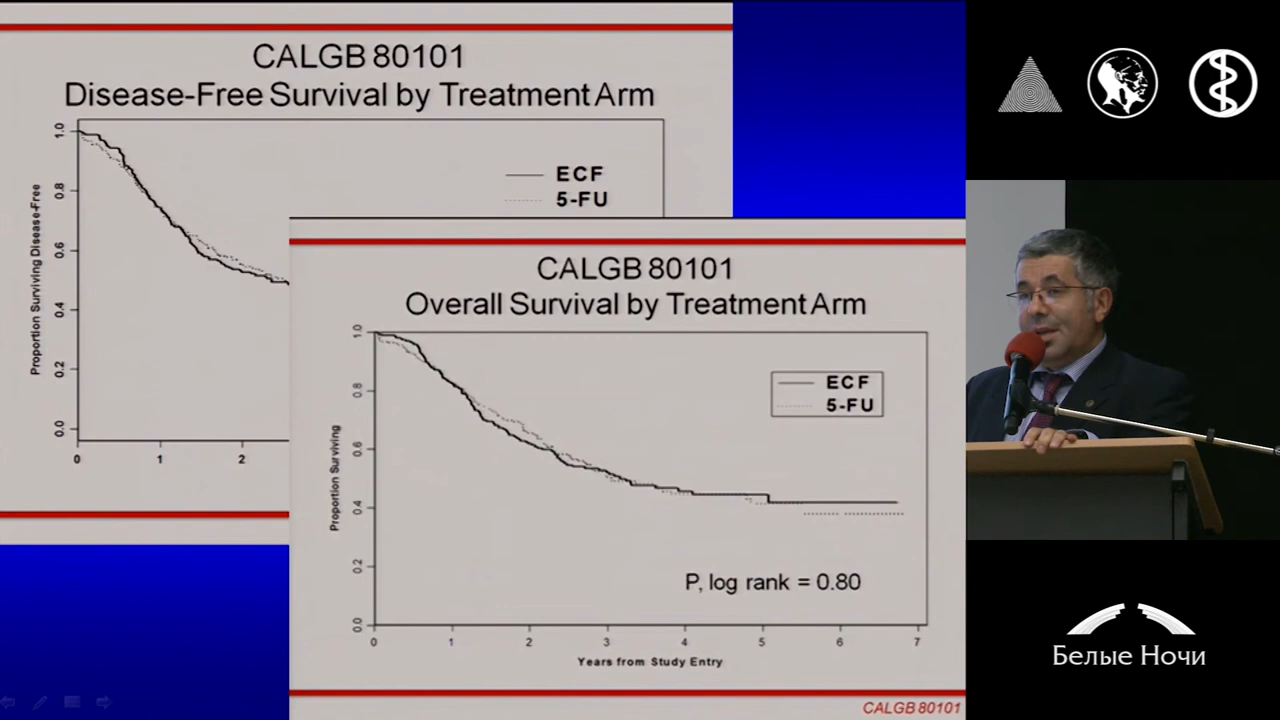 CALGB 80101
Disease-Free Survival by Treatment Arm
Proportion Surviving Disease-Free
1.0
0.8
0.6
0.4
0.2
0.0
0
1
2
ECF
5-FU
CALGB 80101
Overall Survival by Treatment Arm
Proportion Surviving
1.0
0.8
0.6
0.4
0.2
0.0
ECF
5-FU
P, log rank = 0.80
0
1
2
3
4
5
6
7
Years from Study Entry
CALGB 80101
Белые Ночи